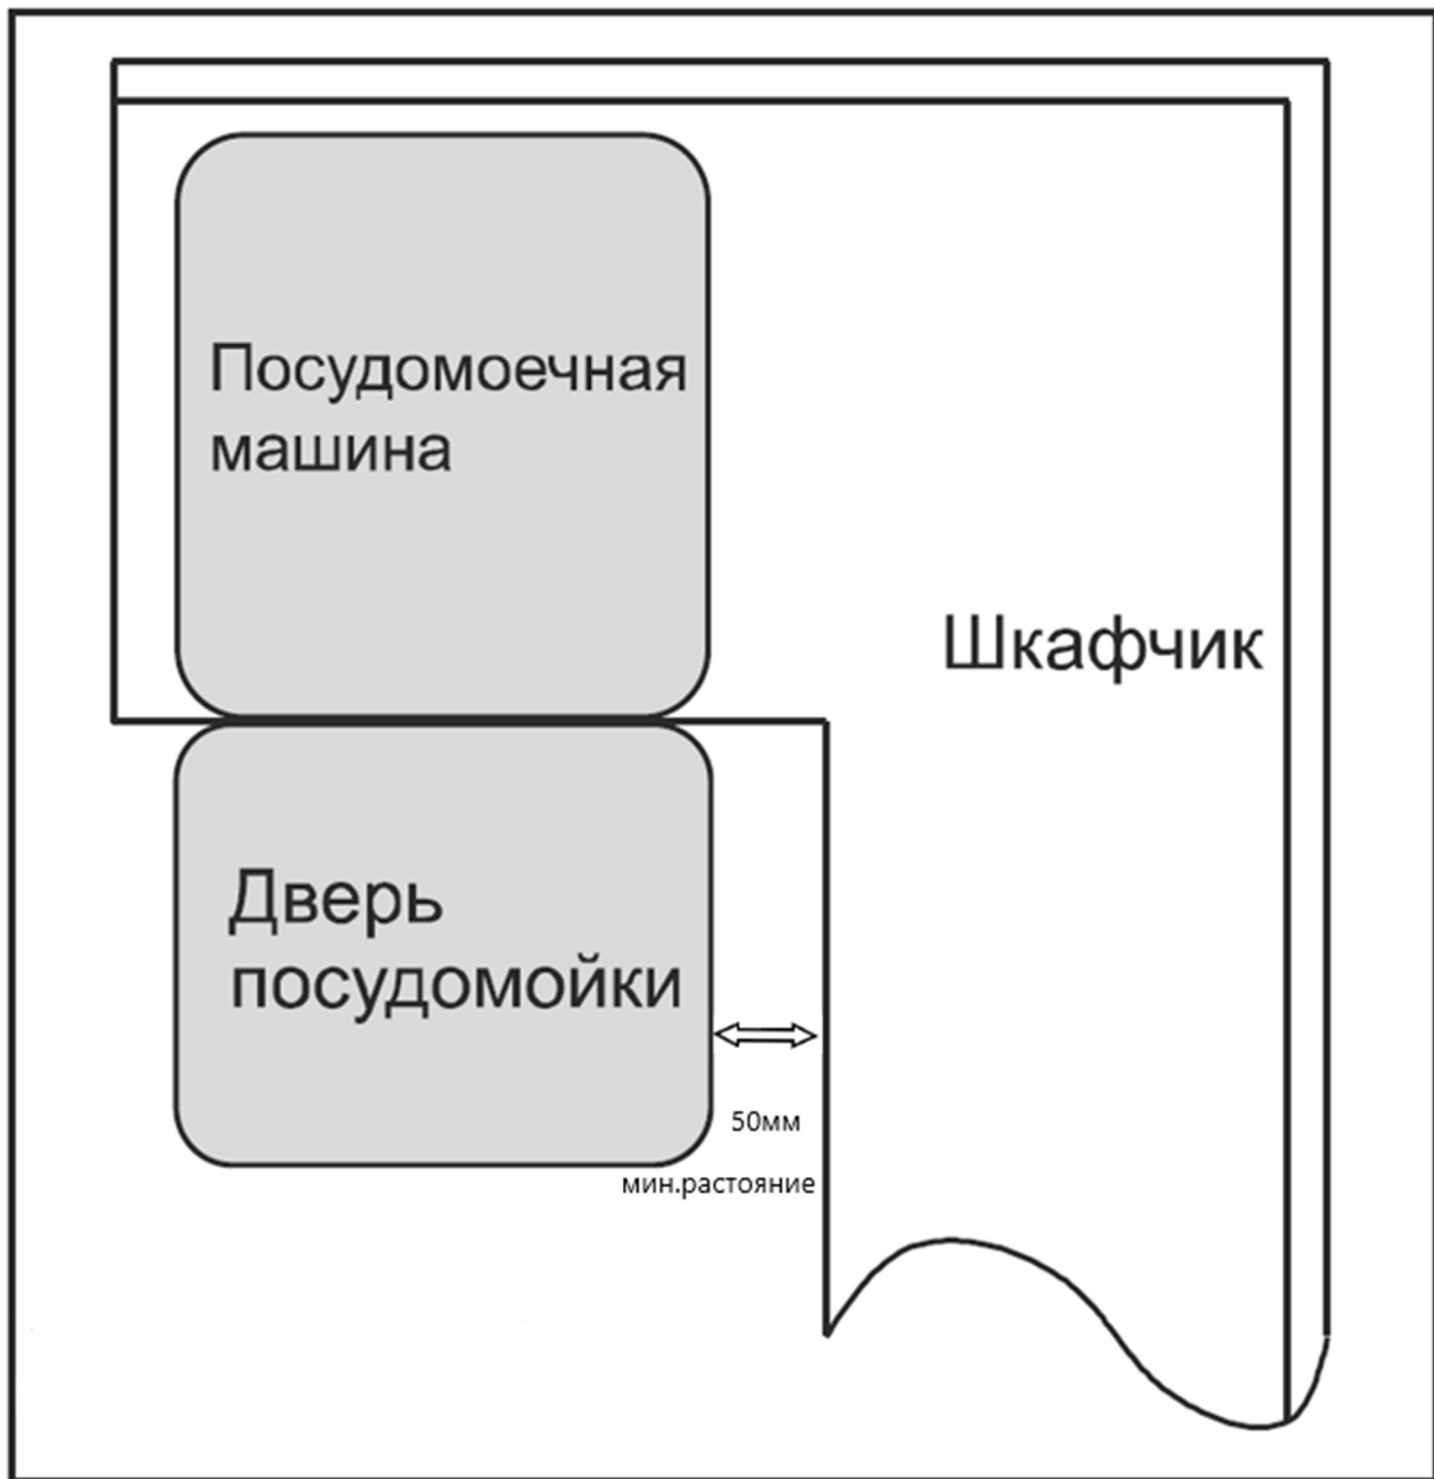 Посудомоечная
машина
Шкафчик
Дверь
посудомойки
50мм
мин.растояние